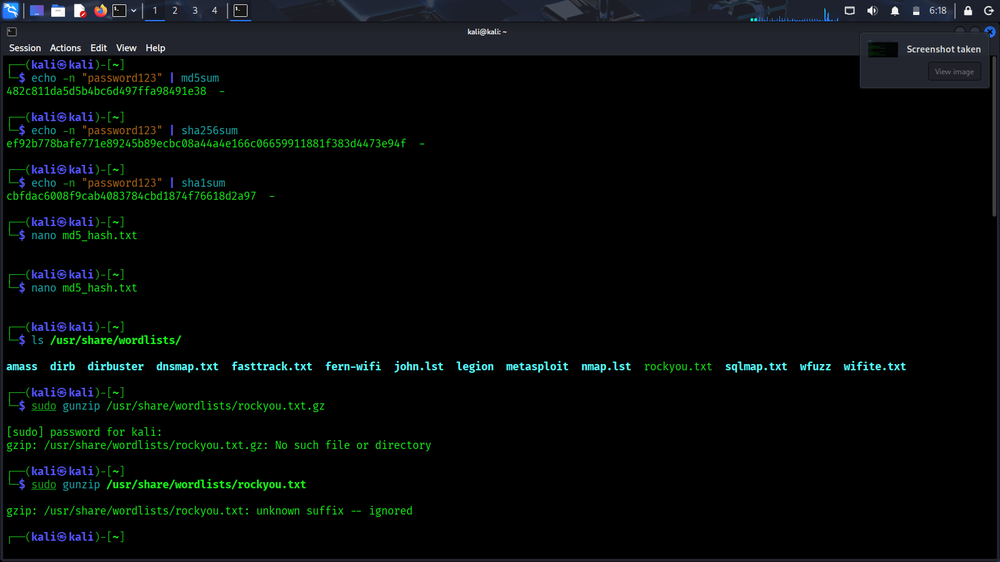 1 2 3 4 6:18
kali@kali: ~
Session Actions Edit View Help
Screenshot taken
View image
┌──(kali㉿kali)-[~]
└─$ echo -n "password123" | md5sum
482c811da5d5b4bc6d497ffa98491e38  -
┌──(kali㉿kali)-[~]
└─$ echo -n "password123" | sha256sum
ef92b778bafe771e89245b89ecbc08a44a4e166c06659911881f383d4473e94f  -
┌──(kali㉿kali)-[~]
└─$ echo -n "password123" | sha1sum
cbfdac6008f9cab4083784cbd1874f76618d2a97  -
┌──(kali㉿kali)-[~]
└─$ nano md5_hash.txt
┌──(kali㉿kali)-[~]
└─$ nano md5_hash.txt
┌──(kali㉿kali)-[~]
└─$ ls /usr/share/wordlists/
amass  dirb  dirbuster  dnsmap.txt  fasttrack.txt  fern-wifi  john.lst  legion  metasploit  nmap.lst  rockyou.txt  sqlmap.txt  wfuzz  wifite.txt
┌──(kali㉿kali)-[~]
└─$ sudo gunzip /usr/share/wordlists/rockyou.txt.gz
[sudo] password for kali:
gzip: /usr/share/wordlists/rockyou.txt.gz: No such file or directory
┌──(kali㉿kali)-[~]
└─$ sudo gunzip /usr/share/wordlists/rockyou.txt
gzip: /usr/share/wordlists/rockyou.txt: unknown suffix -- ignored
┌──(kali㉿kali)-[~]